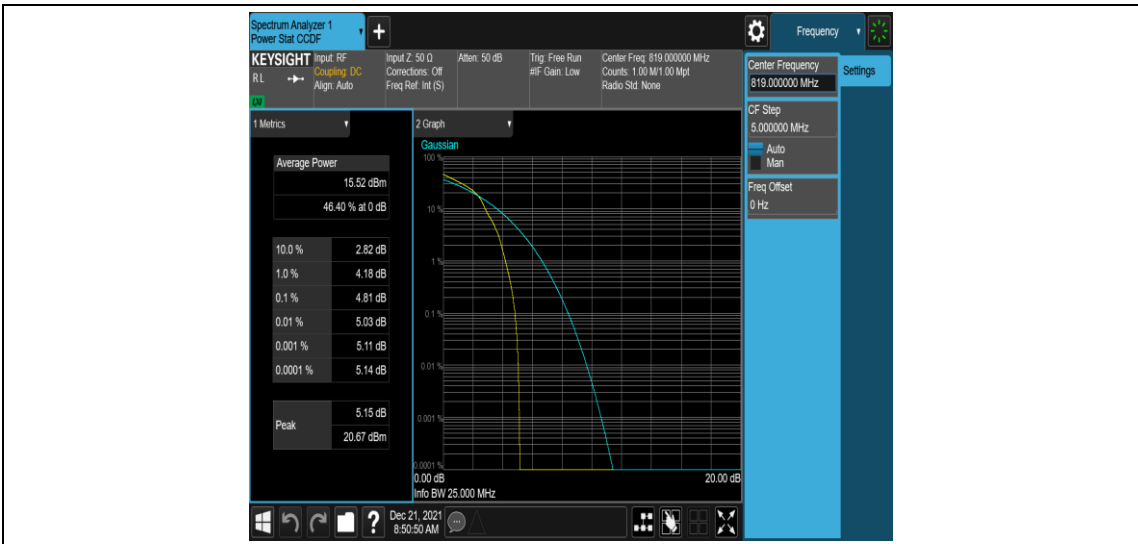 Spectrum Analyzer 1
Power Stat CCDF
+
Frequency
KEYSIGHT
RL
LXI
Input: RF
Coupling: DC
Align: Auto
Input Z: 50 Ω
Corrections: Off
Freq Ref: Int (S)
Atten: 50 dB
Trig: Free Run
#IF Gain: Low
Center Freq: 819.000000 MHz
Counts: 1.00 M/1.00 Mpt
Radio Std: None
Center Frequency
819.000000 MHz
Settings
CF Step
5.000000 MHz
Auto
Man
Freq Offset
0 Hz
1 Metrics
Average Power
15.52 dBm
46.40 % at 0 dB
10.0 % 2.82 dB
1.0 % 4.18 dB
0.1 % 4.81 dB
0.01 % 5.03 dB
0.001 % 5.11 dB
0.0001 % 5.14 dB
Peak
5.15 dB
20.67 dBm
2 Graph
Gaussian
100 %
10 %
1 %
0.1 %
0.01 %
0.001 %
0.0001 %
0.00 dB 20.00 dB
Info BW 25.000 MHz
?
Dec 21, 2021
8:50:50 AM